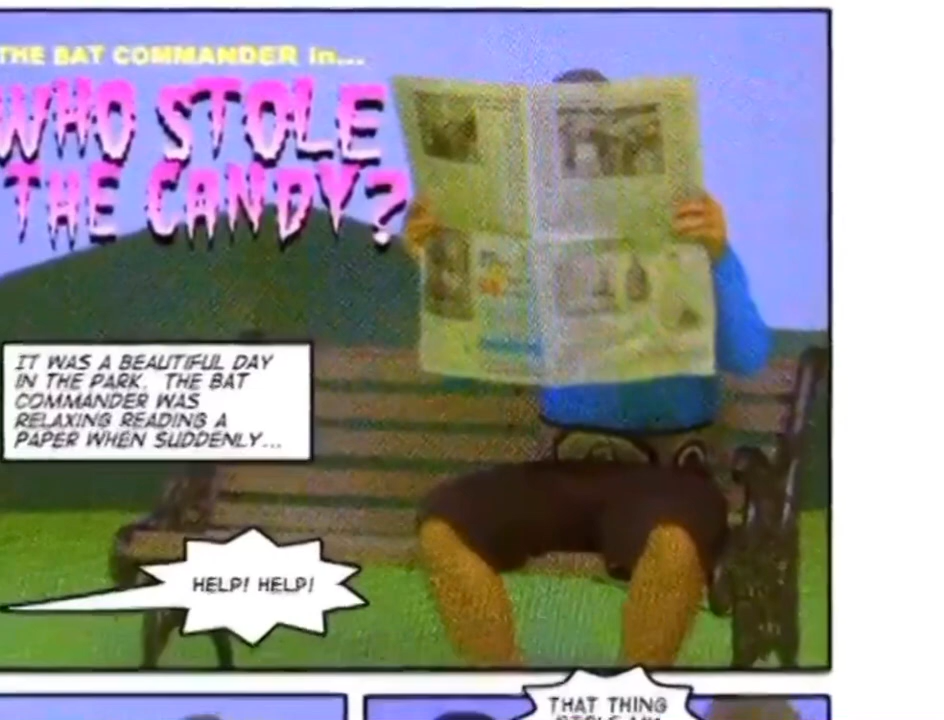 THE BAT COMMANDER in...
WHO STOLE
THE CANDY?
IT WAS A BEAUTIFUL DAY
IN THE PARK. THE BAT
COMMANDER WAS
RELAXING READING A
PAPER WHEN SUDDENLY...
HELP! HELP!
THAT THING